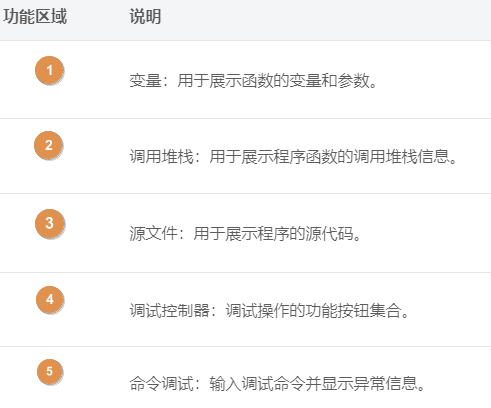 功能区域 说明
1 变量：用于展示函数的变量和参数。
2 调用堆栈：用于展示程序函数的调用堆栈信息。
3 源文件：用于展示程序的源代码。
4 调试控制器：调试操作的功能按钮集合。
5 命令调试：输入调试命令并显示异常信息。